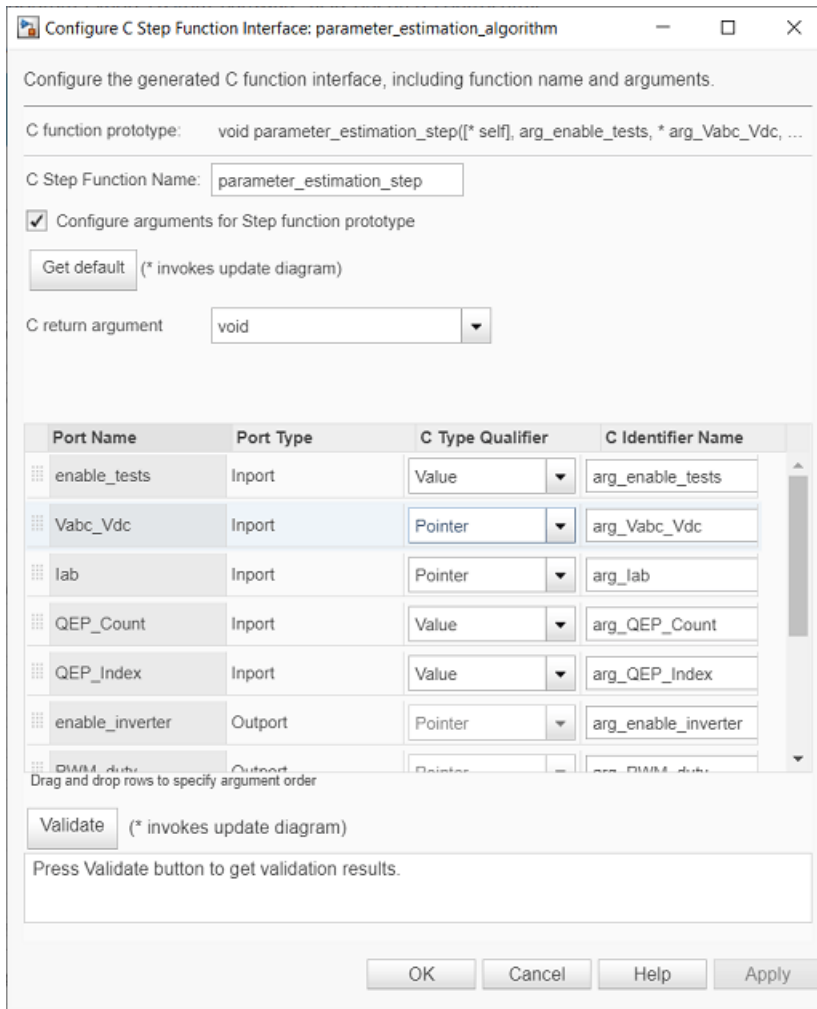 Configure C Step Function Interface: parameter_estimation_algorithm
Configure the generated C function interface, including function name and arguments.
C function prototype: void parameter_estimation_step([* self], arg_enable_tests, * arg_Vabc_Vdc, ...
C Step Function Name: parameter_estimation_step
Configure arguments for Step function prototype
Get default (* invokes update diagram)
C return argument void
Port Name Port Type C Type Qualifier C Identifier Name
enable_tests Inport Value arg_enable_tests
Vabc_Vdc Inport Pointer arg_Vabc_Vdc
Iab Inport Pointer arg_Iab
QEP_Count Inport Value arg_QEP_Count
QEP_Index Inport Value arg_QEP_Index
enable_inverter Outport Pointer arg_enable_inverter
PWM_duty Outport Pointer arg_PWM_duty
Drag and drop rows to specify argument order
Validate (* invokes update diagram)
Press Validate button to get validation results.
OK Cancel Help Apply